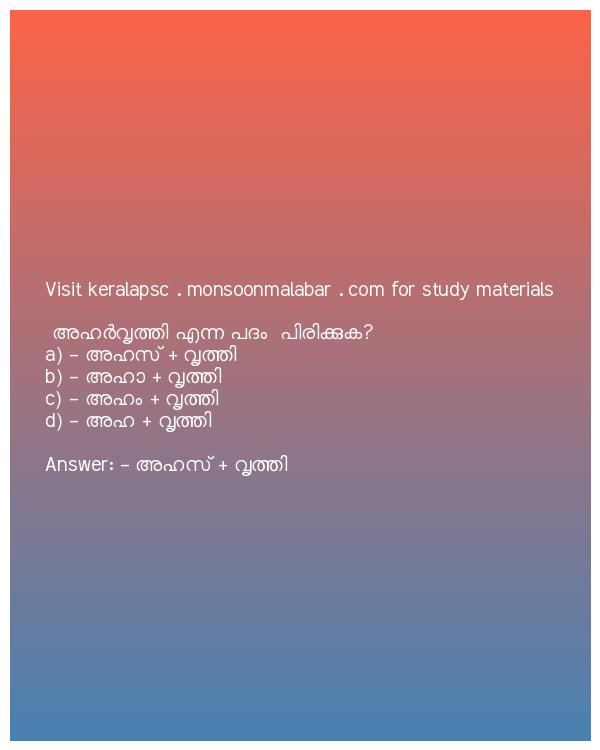 Visit keralapsc . monsoonmalabar . com for study materials
അഹർവൃത്തി എന്ന പദം പിരിക്കുക?
a) – അഹസ് + വൃത്തി
b) – അഹാ + വൃത്തി
c) – അഹം + വൃത്തി
d) – അഹ + വൃത്തി
Answer: – അഹസ് + വൃത്തി